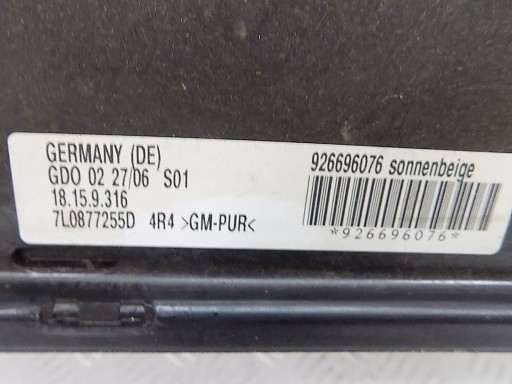 GERMANY (DE)
GDO 02 27/06 S01
18.15.9.316
7L0877255D 4R4 >GM-PUR<
926696076 sonnenbeige
*926696076*